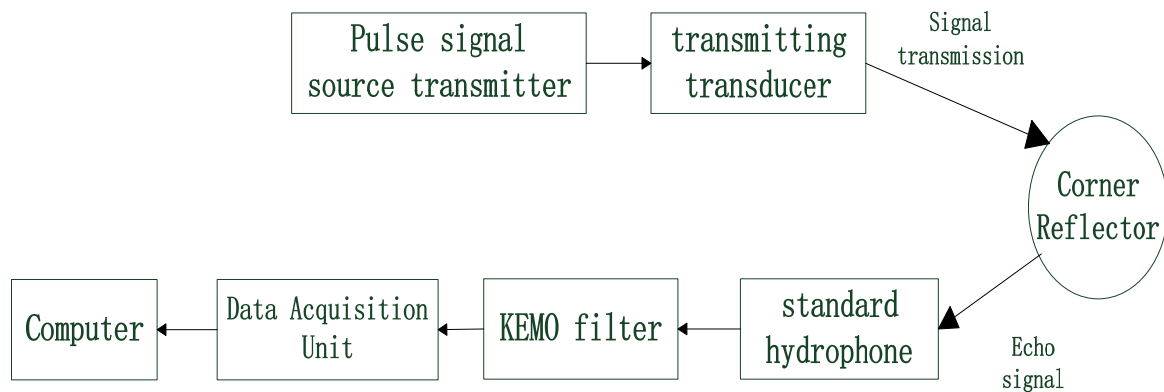 Pulse signal
source transmitter
transmitting
transducer
Signal
transmission
Corner
Reflector
Echo
signal
standard
hydrophone
KEMO filter
Data Acquisition
Unit
Computer